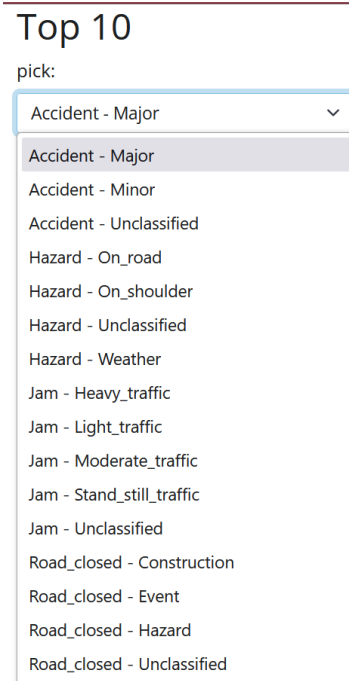 Top 10
pick:
Accident - Major
Accident - Major
Accident - Minor
Accident - Unclassified
Hazard - On_road
Hazard - On_shoulder
Hazard - Unclassified
Hazard - Weather
Jam - Heavy_traffic
Jam - Light_traffic
Jam - Moderate_traffic
Jam - Stand_still_traffic
Jam - Unclassified
Road_closed - Construction
Road_closed - Event
Road_closed - Hazard
Road_closed - Unclassified